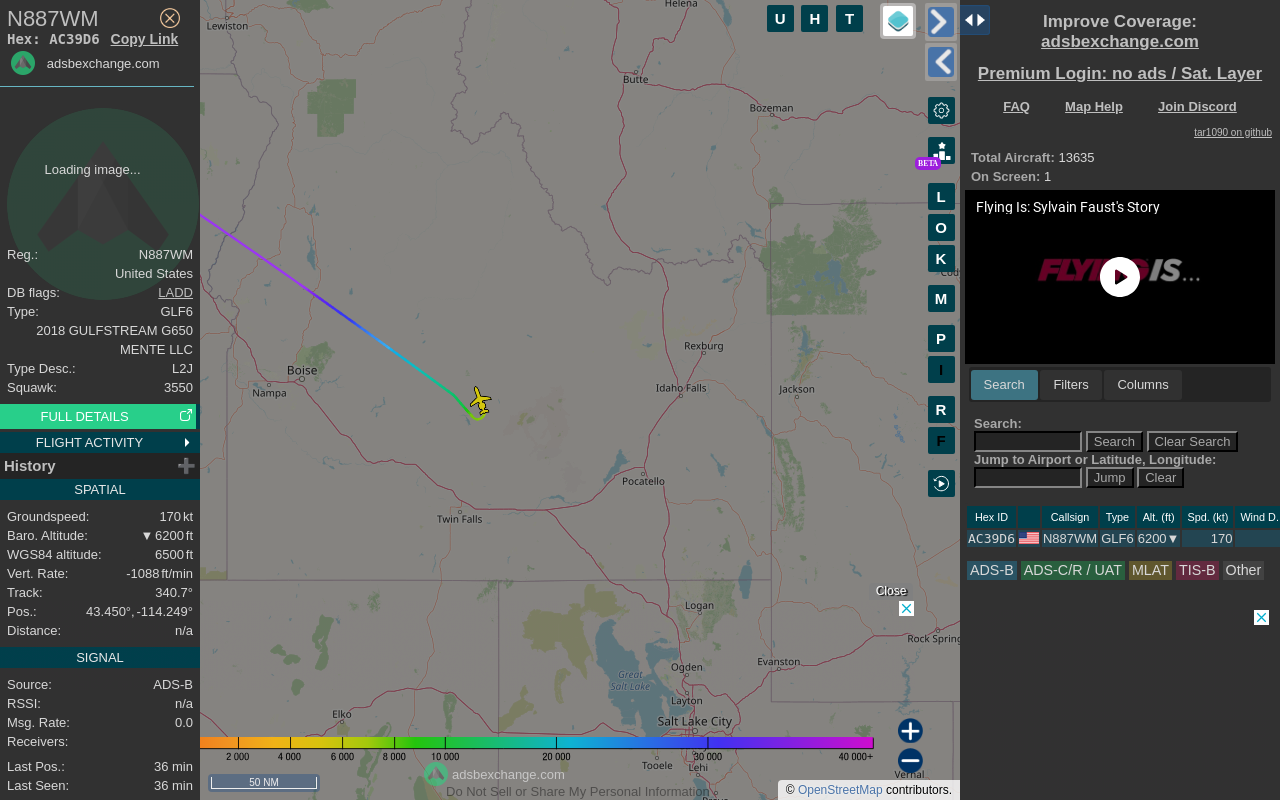 N887WM
Hex: AC39D6 Copy Link
adsbexchange.com
Loading image...
Reg.: N887WM
United States
DB flags: LADD
Type: GLF6
2018 GULFSTREAM G650
MENTE LLC
Type Desc.: L2J
Squawk: 3550
FULL DETAILS
FLIGHT ACTIVITY
History
SPATIAL
Groundspeed: 170 kt
Baro. Altitude: ▼ 6200 ft
WGS84 altitude: 6500 ft
Vert. Rate: -1088 ft/min
Track: 340.7°
Pos.: 43.450°, -114.249°
Distance: n/a
SIGNAL
Source: ADS-B
RSSI: n/a
Msg. Rate: 0.0
Receivers:
Last Pos.: 36 min
Last Seen: 36 min
Lewiston
Helena
Butte
Bozeman
Boise
Nampa
Rexburg
Idaho Falls
Jackson
Pocatello
Twin Falls
Logan
Rock Spring
Evanston
Ogden
Great
Salt Lake
Layton
Elko
Salt Lake City
Tooele
Lehi
Vernal
U H T
BETA
L
O
K
M
P
I
R
F
Close
2 000 4 000 6 000 8 000 10 000 20 000 30 000 40 000+
50 NM
adsbexchange.com
Do Not Sell or Share My Personal Information
© OpenStreetMap contributors.
Improve Coverage:
adsbexchange.com
Premium Login: no ads / Sat. Layer
FAQ Map Help Join Discord
tar1090 on github
Total Aircraft: 13635
On Screen: 1
Flying Is: Sylvain Faust's Story
FLYING IS...
Search Filters Columns
Search:
Search Clear Search
Jump to Airport or Latitude, Longitude:
Jump Clear
Hex ID Callsign Type Alt. (ft) Spd. (kt) Wind D.
AC39D6 N887WM GLF6 6200▼ 170
ADS-B ADS-C/R / UAT MLAT TIS-B Other